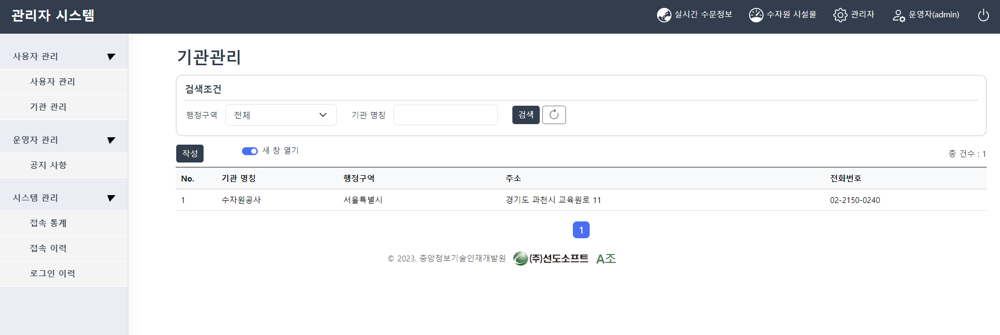 관리자 시스템
실시간 수문정보 수자원 시설물 관리자 운영자(admin)
사용자 관리
사용자 관리
기관 관리
운영자 관리
공지 사항
시스템 관리
접속 통계
접속 이력
로그인 이력
기관관리
검색조건
행정구역 전체 기관 명칭 검색
작성 새 창 열기 총 건수 : 1
No. 기관 명칭 행정구역 주소 전화번호
1 수자원공사 서울특별시 경기도 과천시 교육원로 11 02-2150-0240
1
© 2023. 중앙정보기술인재개발원 (주)선도소프트 A조